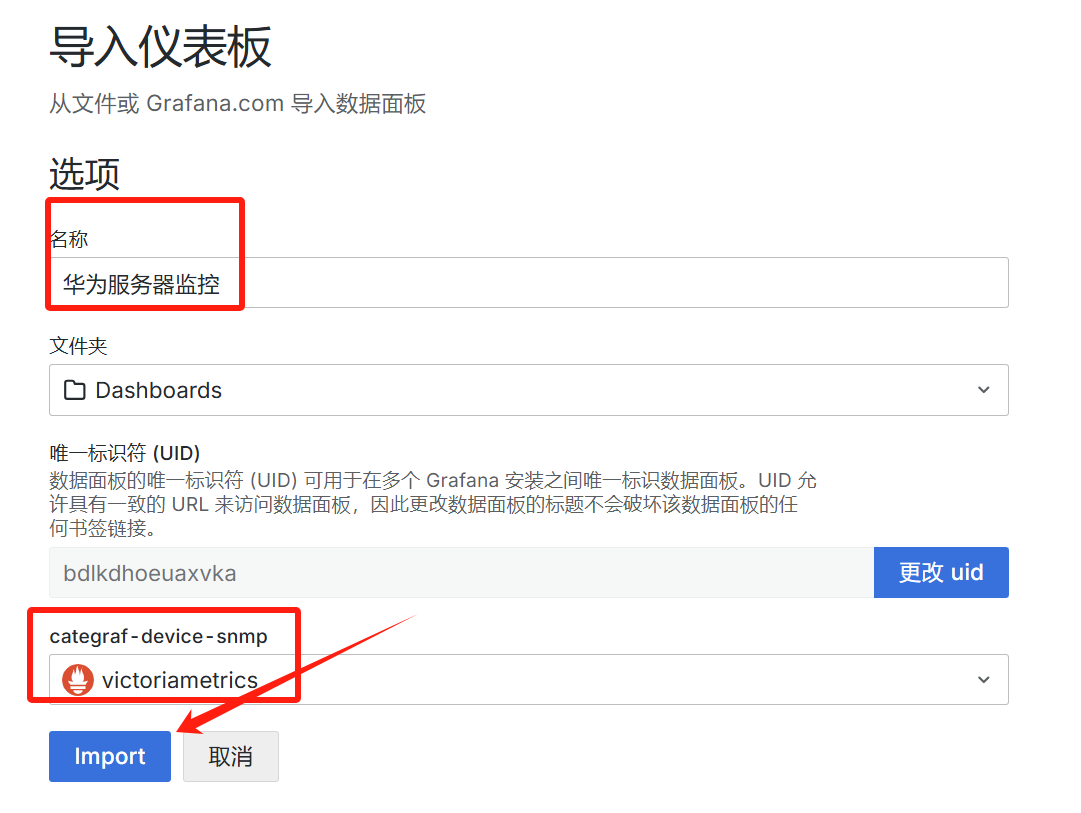 导入仪表板
从文件或 Grafana.com 导入数据面板
选项
名称
华为服务器监控
文件夹
Dashboards
唯一标识符 (UID)
数据面板的唯一标识符 (UID) 可用于在多个 Grafana 安装之间唯一标识数据面板。UID 允
许具有一致的 URL 来访问数据面板，因此更改数据面板的标题不会破坏该数据面板的任
何书签链接。
bdlkdhoeuaxvka
更改 uid
categraf-device-snmp
victoriametrics
Import
取消